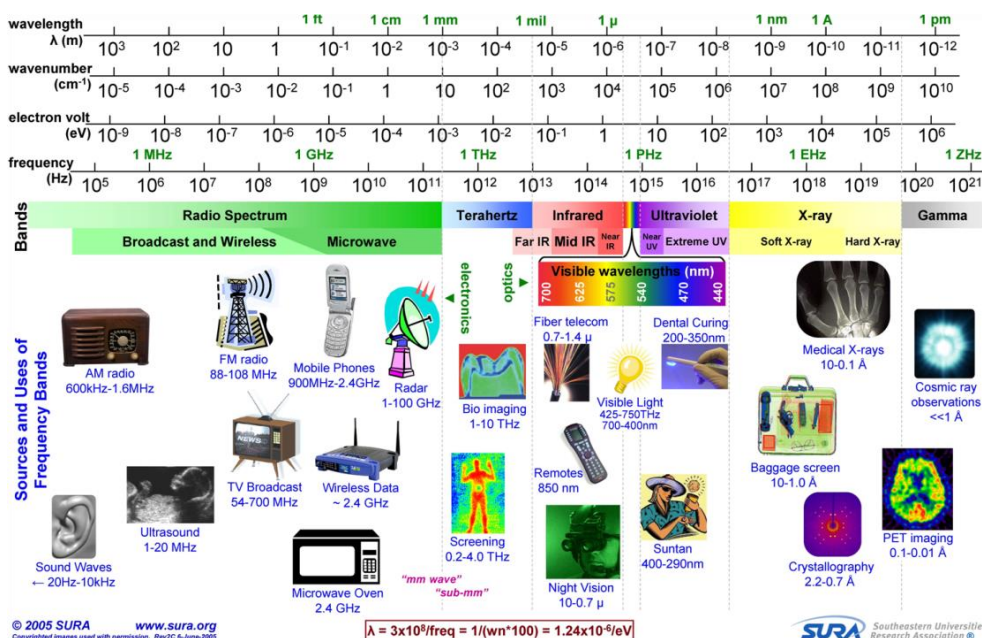 wavelength
λ (m)
1 ft 1 cm 1 mm 1 mil 1 µ 1 nm 1 A 1 pm
10³ 10² 10 1 10⁻¹ 10⁻² 10⁻³ 10⁻⁴ 10⁻⁵ 10⁻⁶ 10⁻⁷ 10⁻⁸ 10⁻⁹ 10⁻¹⁰ 10⁻¹¹ 10⁻¹²
wavenumber
(cm⁻¹)
10⁻⁵ 10⁻⁴ 10⁻³ 10⁻² 10⁻¹ 1 10 10² 10³ 10⁴ 10⁵ 10⁶ 10⁷ 10⁸ 10⁹ 10¹⁰
electron volt
(eV)
10⁻⁹ 10⁻⁸ 10⁻⁷ 10⁻⁶ 10⁻⁵ 10⁻⁴ 10⁻³ 10⁻² 10⁻¹ 1 10 10² 10³ 10⁴ 10⁵ 10⁶
frequency
(Hz)
1 MHz 1 GHz 1 THz 1 PHz 1 EHz 1 ZHz
10⁵ 10⁶ 10⁷ 10⁸ 10⁹ 10¹⁰ 10¹¹ 10¹² 10¹³ 10¹⁴ 10¹⁵ 10¹⁶ 10¹⁷ 10¹⁸ 10¹⁹ 10²⁰ 10²¹
Bands
Radio Spectrum Terahertz Infrared Ultraviolet X-ray Gamma
Broadcast and Wireless Microwave
Far IR Mid IR Near IR
Near UV Extreme UV
Soft X-ray Hard X-ray
electronics
optics
Visible wavelengths (nm)
700 625 575 540 470 440
Sources and Uses of
Frequency Bands
AM radio
600kHz-1.6MHz
FM radio
88-108 MHz
Mobile Phones
900MHz-2.4GHz
Radar
1-100 GHz
Bio imaging
1-10 THz
Fiber telecom
0.7-1.4 µ
Visible Light
425-750THz
700-400nm
Dental Curing
200-350nm
Medical X-rays
10-0.1 Å
Cosmic ray
observations
<<1 Å
Sound Waves
← 20Hz-10kHz
Ultrasound
1-20 MHz
NEWS
TV Broadcast
54-700 MHz
Wireless Data
~ 2.4 GHz
Microwave Oven
2.4 GHz
Screening
0.2-4.0 THz
"mm wave"
"sub-mm"
Remotes
850 nm
Night Vision
10-0.7 µ
Suntan
400-290nm
Baggage screen
10-1.0 Å
Crystallography
2.2-0.7 Å
PET imaging
0.1-0.01 Å
© 2005 SURA www.sura.org
Copyrighted images used with permission. Rev2C 6-June-2005
λ = 3x10⁸/freq = 1/(wn*100) = 1.24x10⁻⁶/eV
SURA
Southeastern Universities
Research Association ®